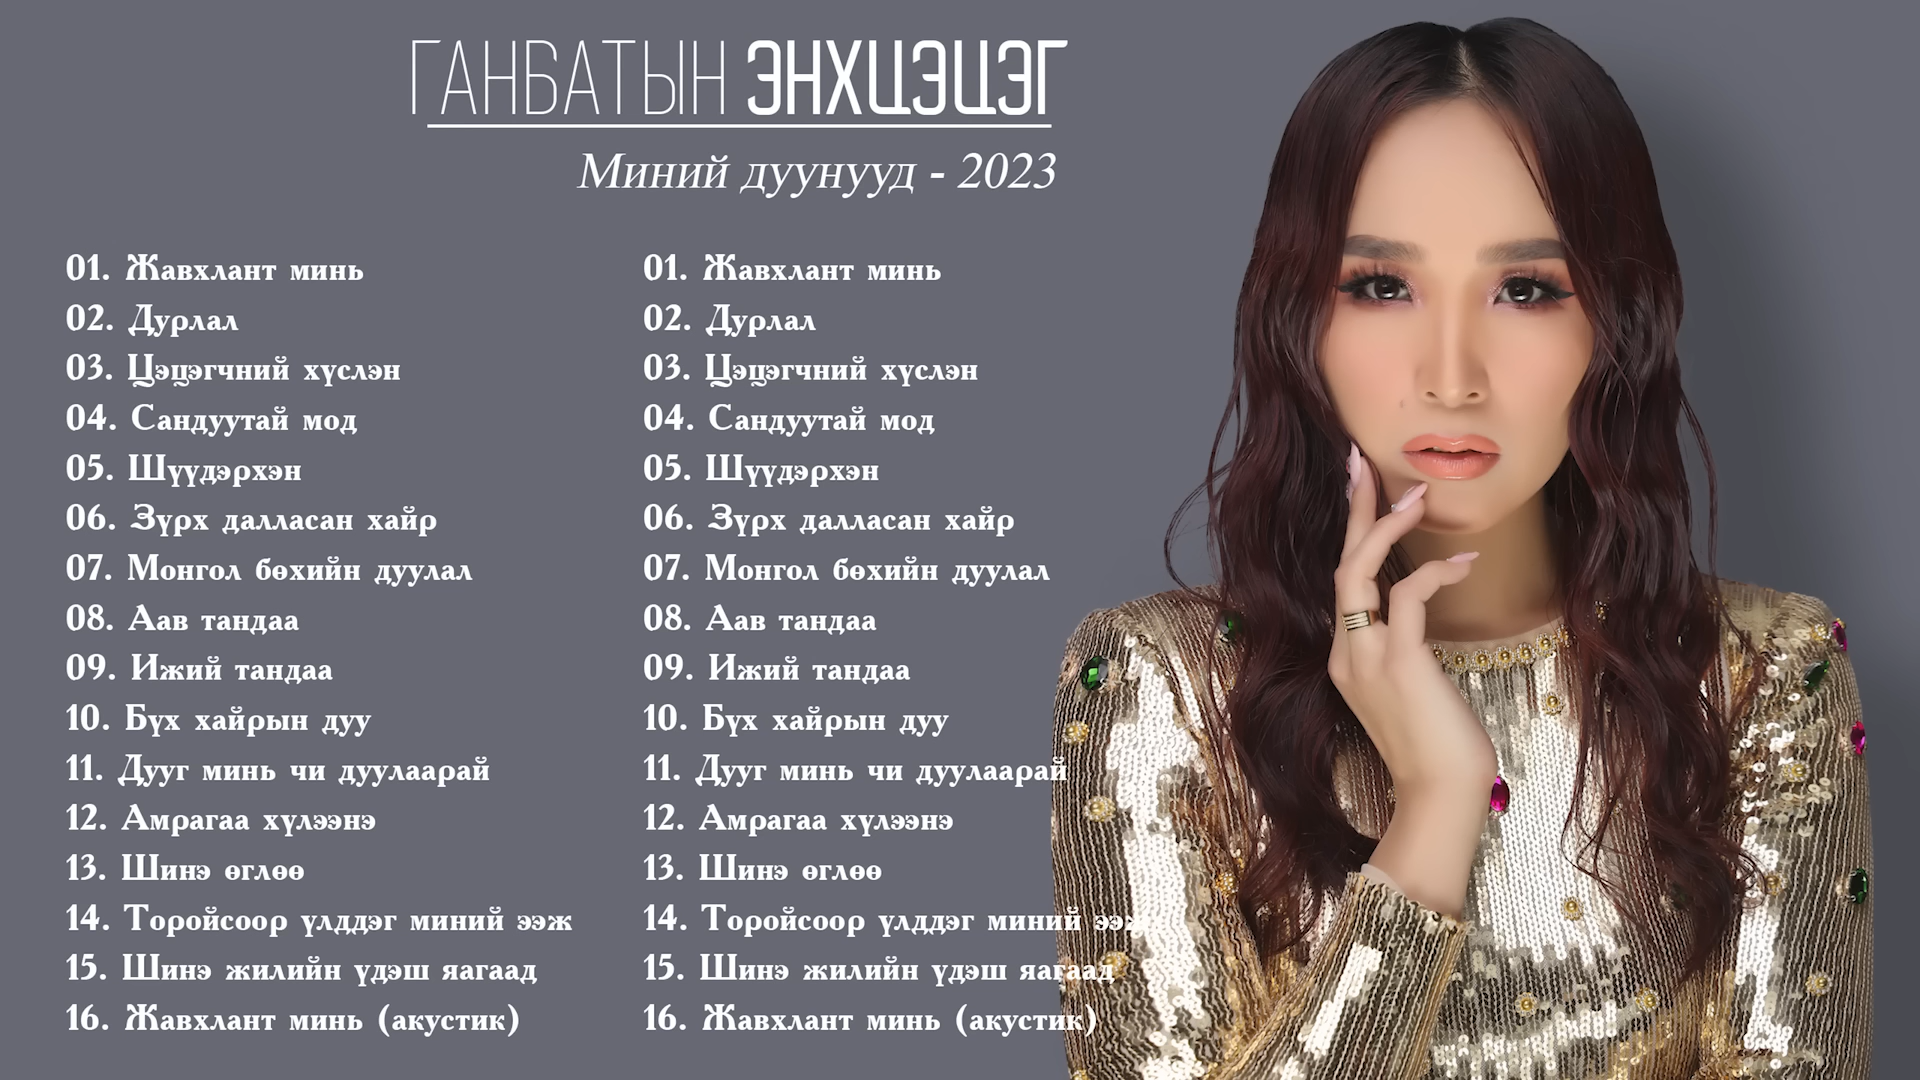 ГАНБАТЫН ЭНХЦЭЦЭГ
Миний дуунууд - 2023
01. Жавхлант минь
02. Дурлал
03. Цэцэгчний хүслэн
04. Сандуутай мод
05. Шүүдэрхэн
06. Зүрх далласан хайр
07. Монгол бөхийн дуулал
08. Аав тандаа
09. Ижий тандаа
10. Бүх хайрын дуу
11. Дууг минь чи дуулаарай
12. Амрагаа хүлээнэ
13. Шинэ өглөө
14. Торойсоор үлддэг миний ээж
15. Шинэ жилийн үдэш яагаад
16. Жавхлант минь (акустик)
01. Жавхлант минь
02. Дурлал
03. Цэцэгчний хүслэн
04. Сандуутай мод
05. Шүүдэрхэн
06. Зүрх далласан хайр
07. Монгол бөхийн дуулал
08. Аав тандаа
09. Ижий тандаа
10. Бүх хайрын дуу
11. Дууг минь чи дуулаарай
12. Амрагаа хүлээнэ
13. Шинэ өглөө
14. Торойсоор үлддэг миний ээж
15. Шинэ жилийн үдэш яагаад
16. Жавхлант минь (акустик)